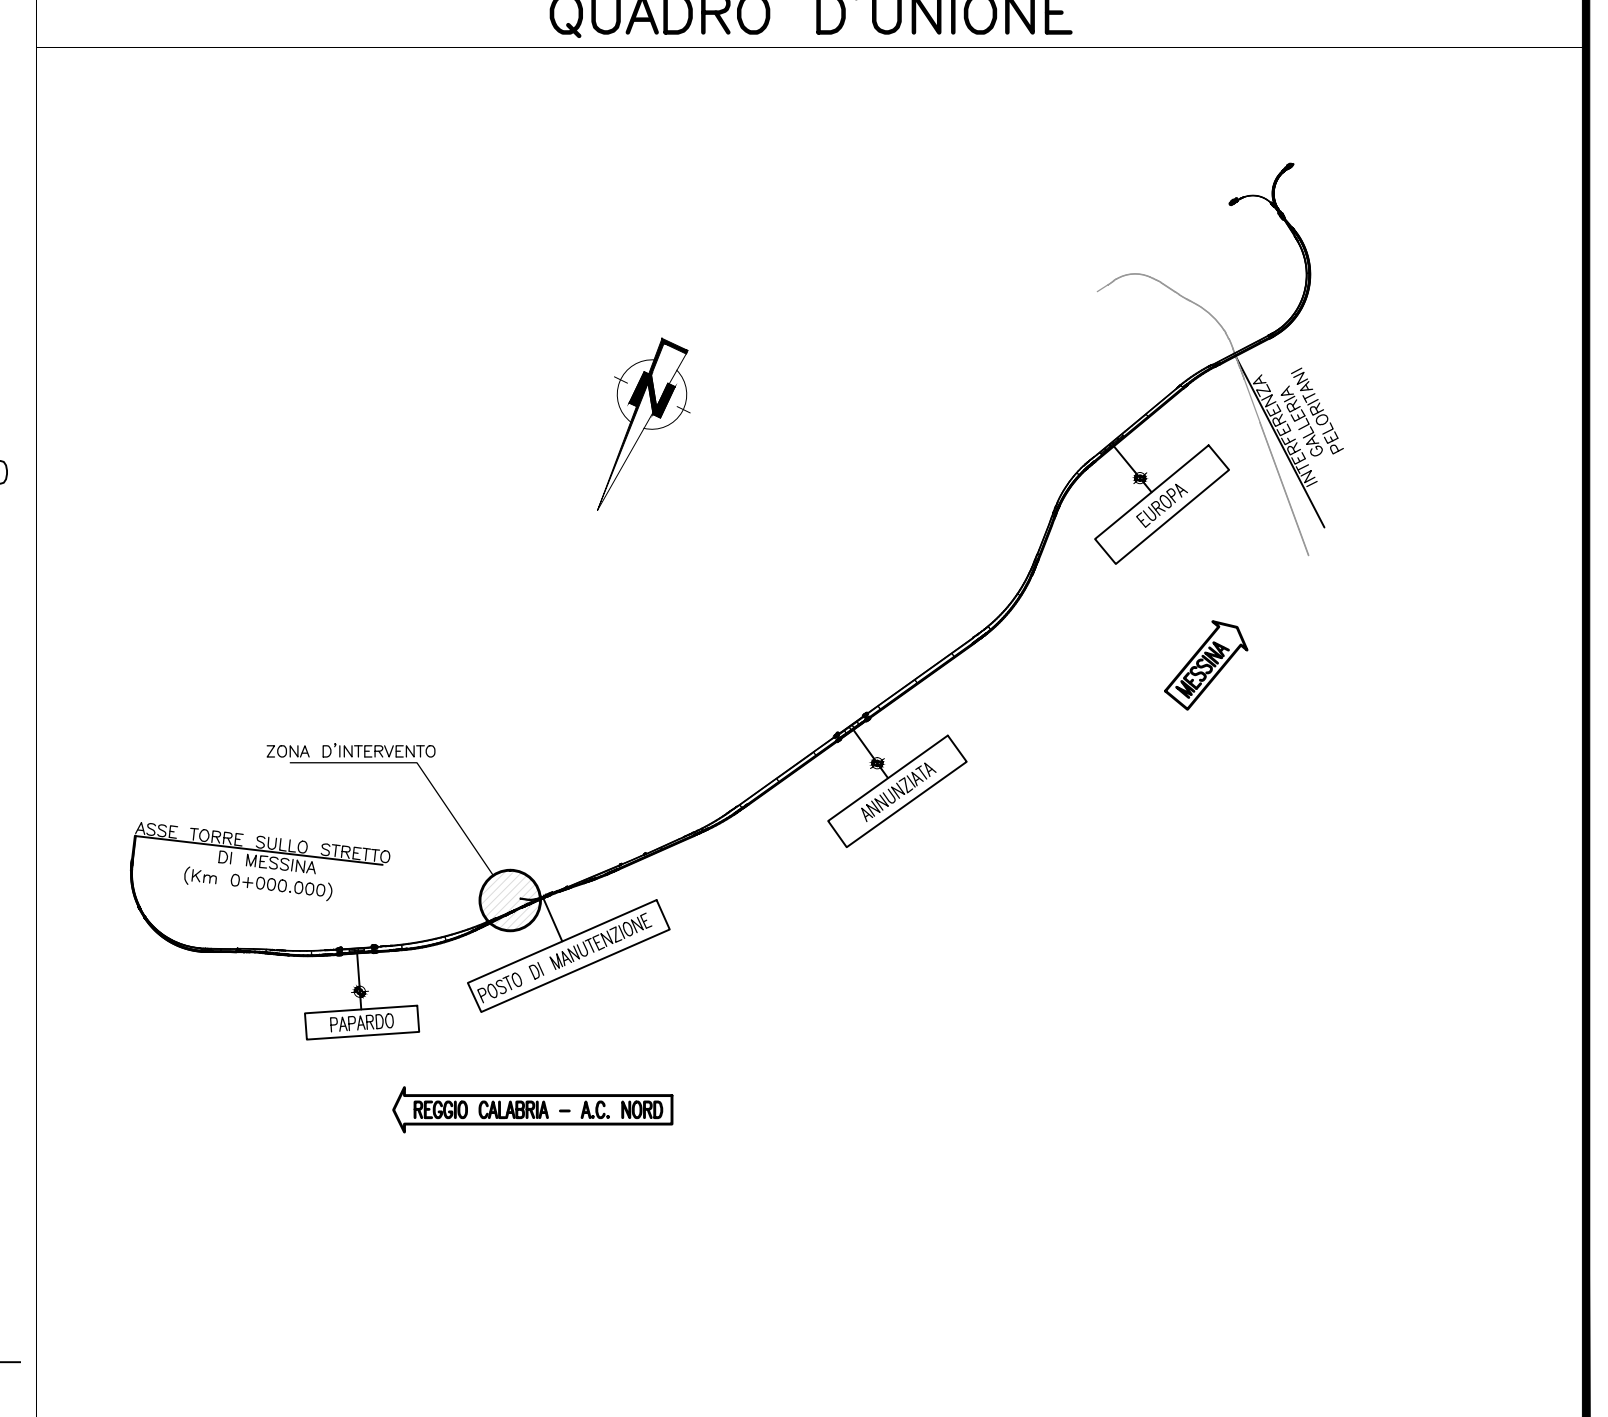 QUADRO D'UNIONE
N
INTERFERENZA
GALLERIA
PELORITANI
EUROPA
MESSINA
ZONA D'INTERVENTO
ANNUNZIATA
ASSE TORRE SULLO STRETTO
DI MESSINA
(Km 0+000.000)
POSTO DI MANUTENZIONE
PAPARDO
REGGIO CALABRIA - A.C. NORD